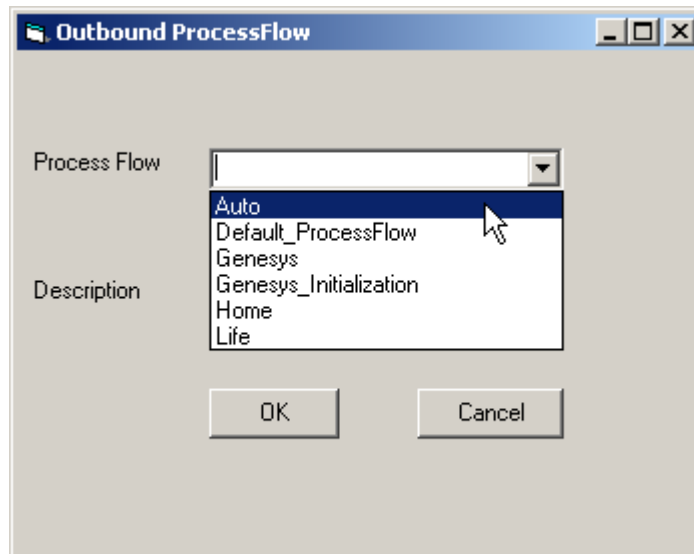 Outbound ProcessFlow
Process Flow
Auto
Default_ProcessFlow
Genesys
Genesys_Initialization
Home
Life
Description
OK Cancel